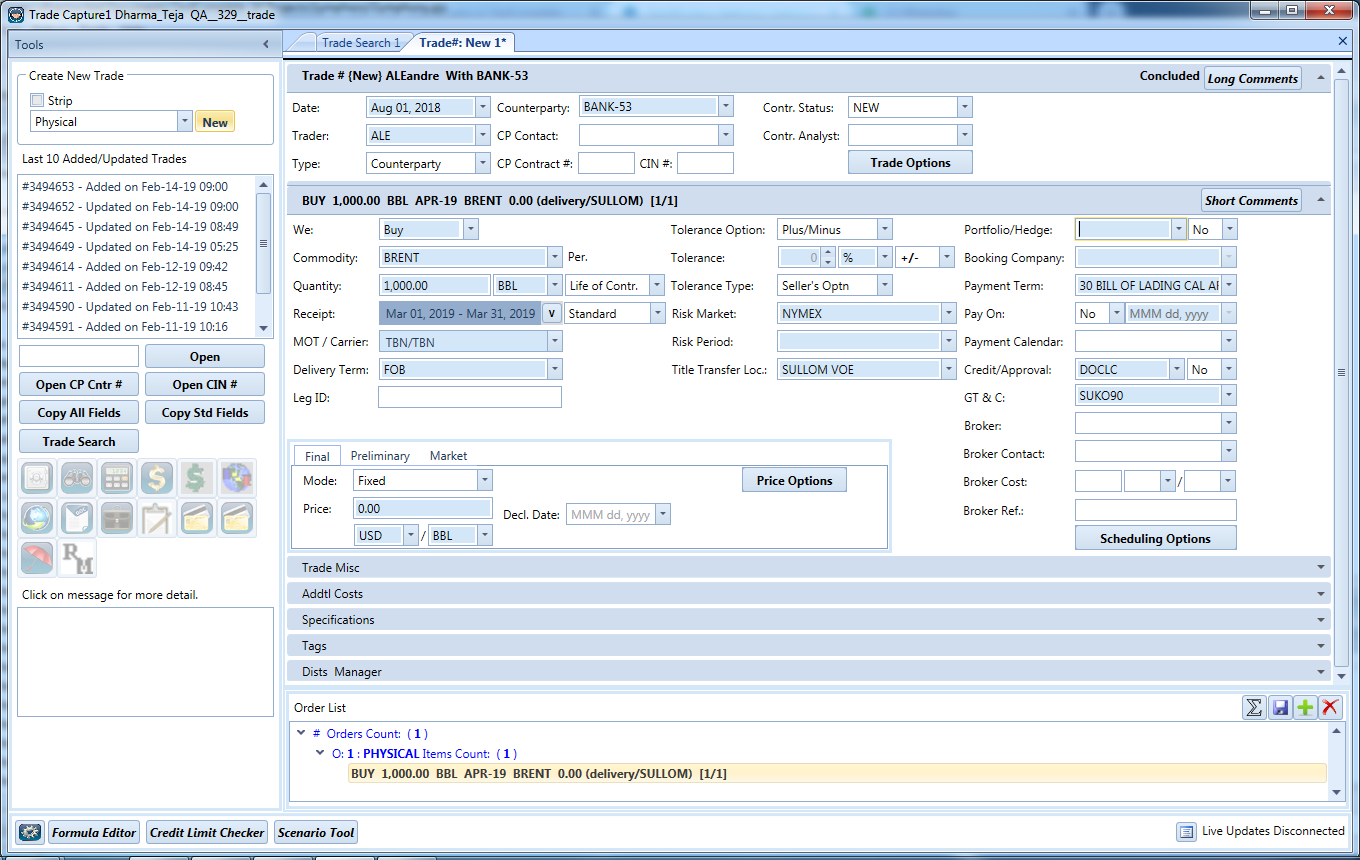 Trade Capture1 Dharma_Teja QA__329__trade
Tools
Create New Trade
Strip
Physical New
Last 10 Added/Updated Trades
#3494653 - Added on Feb-14-19 09:00
#3494652 - Updated on Feb-14-19 09:00
#3494645 - Updated on Feb-14-19 08:49
#3494649 - Updated on Feb-14-19 05:25
#3494614 - Added on Feb-12-19 09:42
#3494611 - Added on Feb-12-19 08:45
#3494590 - Updated on Feb-11-19 10:43
#3494591 - Added on Feb-11-19 10:16
Open
Open CP Cntr # Open CIN #
Copy All Fields Copy Std Fields
Trade Search
RM
Click on message for more detail.
Trade Search 1 Trade#: New 1*
Trade # {New} ALEandre With BANK-53 Concluded Long Comments
Date: Aug 01, 2018 Counterparty: BANK-53 Contr. Status: NEW
Trader: ALE CP Contact: Contr. Analyst:
Type: Counterparty CP Contract #: CIN #: Trade Options
BUY 1,000.00 BBL APR-19 BRENT 0.00 (delivery/SULLOM) [1/1] Short Comments
We: Buy Tolerance Option: Plus/Minus Portfolio/Hedge: No
Commodity: BRENT Per. Tolerance: 0 % +/- Booking Company:
Quantity: 1,000.00 BBL Life of Contr. Tolerance Type: Seller's Optn Payment Term: 30 BILL OF LADING CAL AF
Receipt: Mar 01, 2019 - Mar 31, 2019 v Standard Risk Market: NYMEX Pay On: No MMM dd, yyyy
MOT / Carrier: TBN/TBN Risk Period: Payment Calendar:
Delivery Term: FOB Title Transfer Loc.: SULLOM VOE Credit/Approval: DOCLC No
Leg ID: GT & C: SUKO90
Broker:
Broker Contact:
Broker Cost: /
Broker Ref.:
Scheduling Options
Final Preliminary Market
Mode: Fixed Price Options
Price: 0.00 Decl. Date: MMM dd, yyyy
USD / BBL
Trade Misc
Addtl Costs
Specifications
Tags
Dists Manager
Order List
# Orders Count: ( 1 )
O: 1 : PHYSICAL Items Count: ( 1 )
BUY 1,000.00 BBL APR-19 BRENT 0.00 (delivery/SULLOM) [1/1]
Formula Editor Credit Limit Checker Scenario Tool Live Updates Disconnected